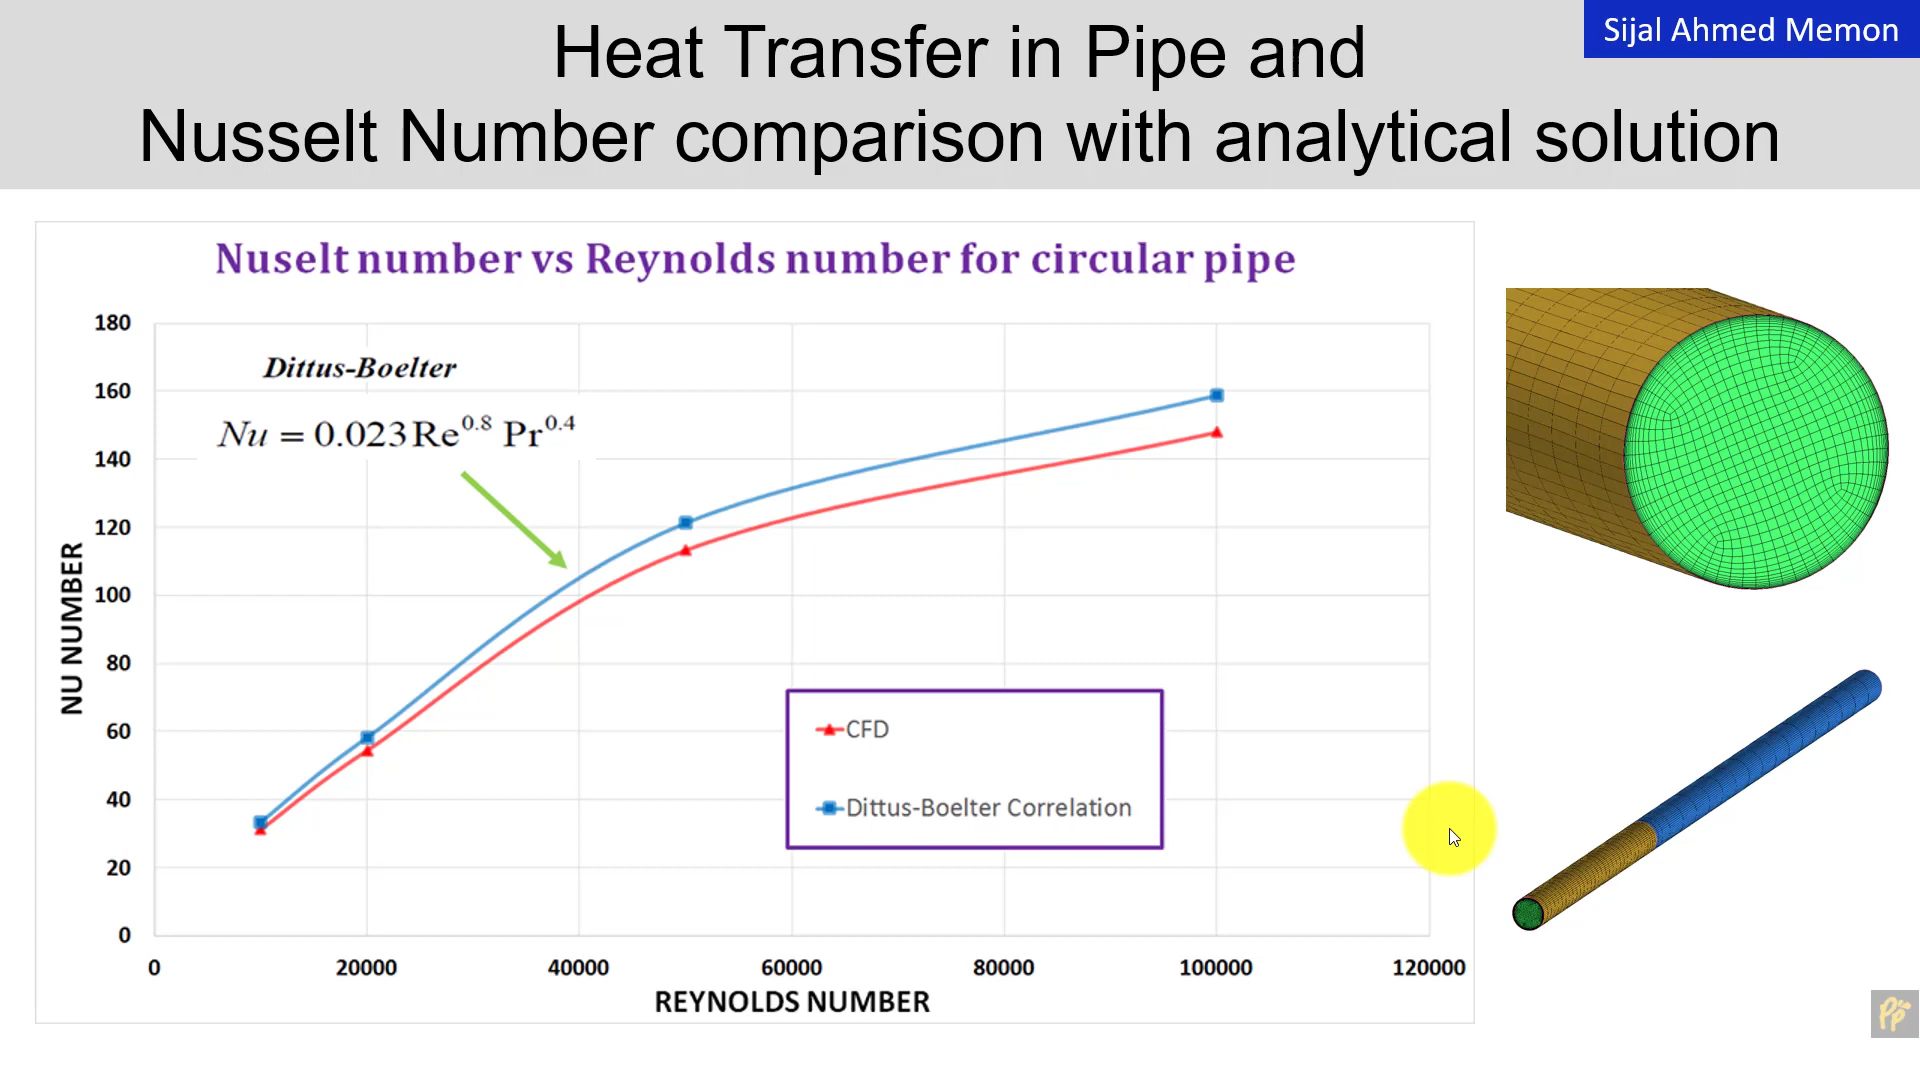 Heat Transfer in Pipe and
Nusselt Number comparison with analytical solution
Sijal Ahmed Memon
Nuselt number vs Reynolds number for circular pipe
Dittus-Boelter
Nu = 0.023 Re^0.8 Pr^0.4
180
160
140
120
100
80
60
40
20
0
NU NUMBER
CFD
Dittus-Boelter Correlation
0 20000 40000 60000 80000 100000 120000
REYNOLDS NUMBER